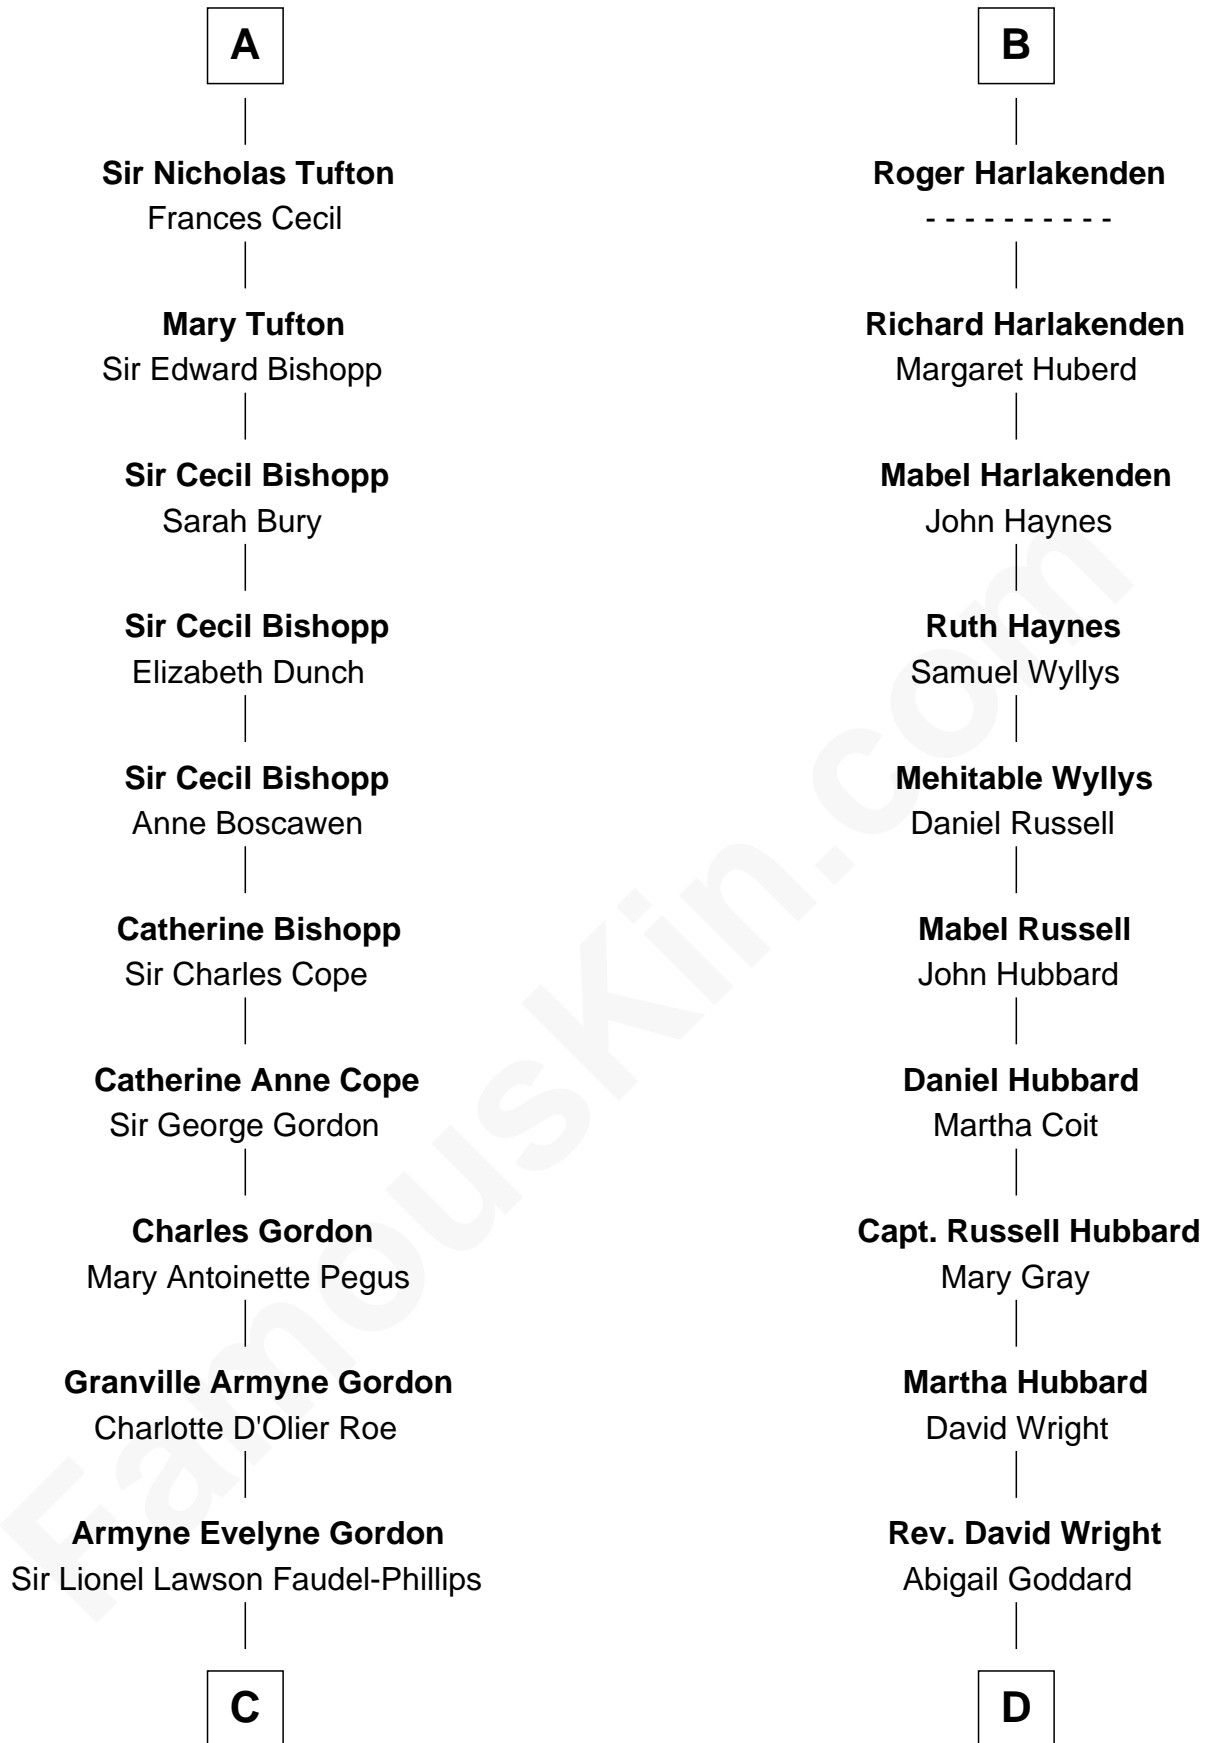 A
Sir Nicholas Tufton
Frances Cecil
Mary Tufton
Sir Edward Bishopp
Sir Cecil Bishopp
Sarah Bury
Sir Cecil Bishopp
Elizabeth Dunch
Sir Cecil Bishopp
Anne Boscawen
Catherine Bishopp
Sir Charles Cope
Catherine Anne Cope
Sir George Gordon
Charles Gordon
Mary Antoinette Pegus
Granville Armyne Gordon
Charlotte D'Olier Roe
Armyne Evelyne Gordon
Sir Lionel Lawson Faudel-Phillips
C
B
Roger Harlakenden
- - - - - - - - - -
Richard Harlakenden
Margaret Huberd
Mabel Harlakenden
John Haynes
Ruth Haynes
Samuel Wyllys
Mehitable Wyllys
Daniel Russell
Mabel Russell
John Hubbard
Daniel Hubbard
Martha Coit
Capt. Russell Hubbard
Mary Gray
Martha Hubbard
David Wright
Rev. David Wright
Abigail Goddard
D
FamousKin.com